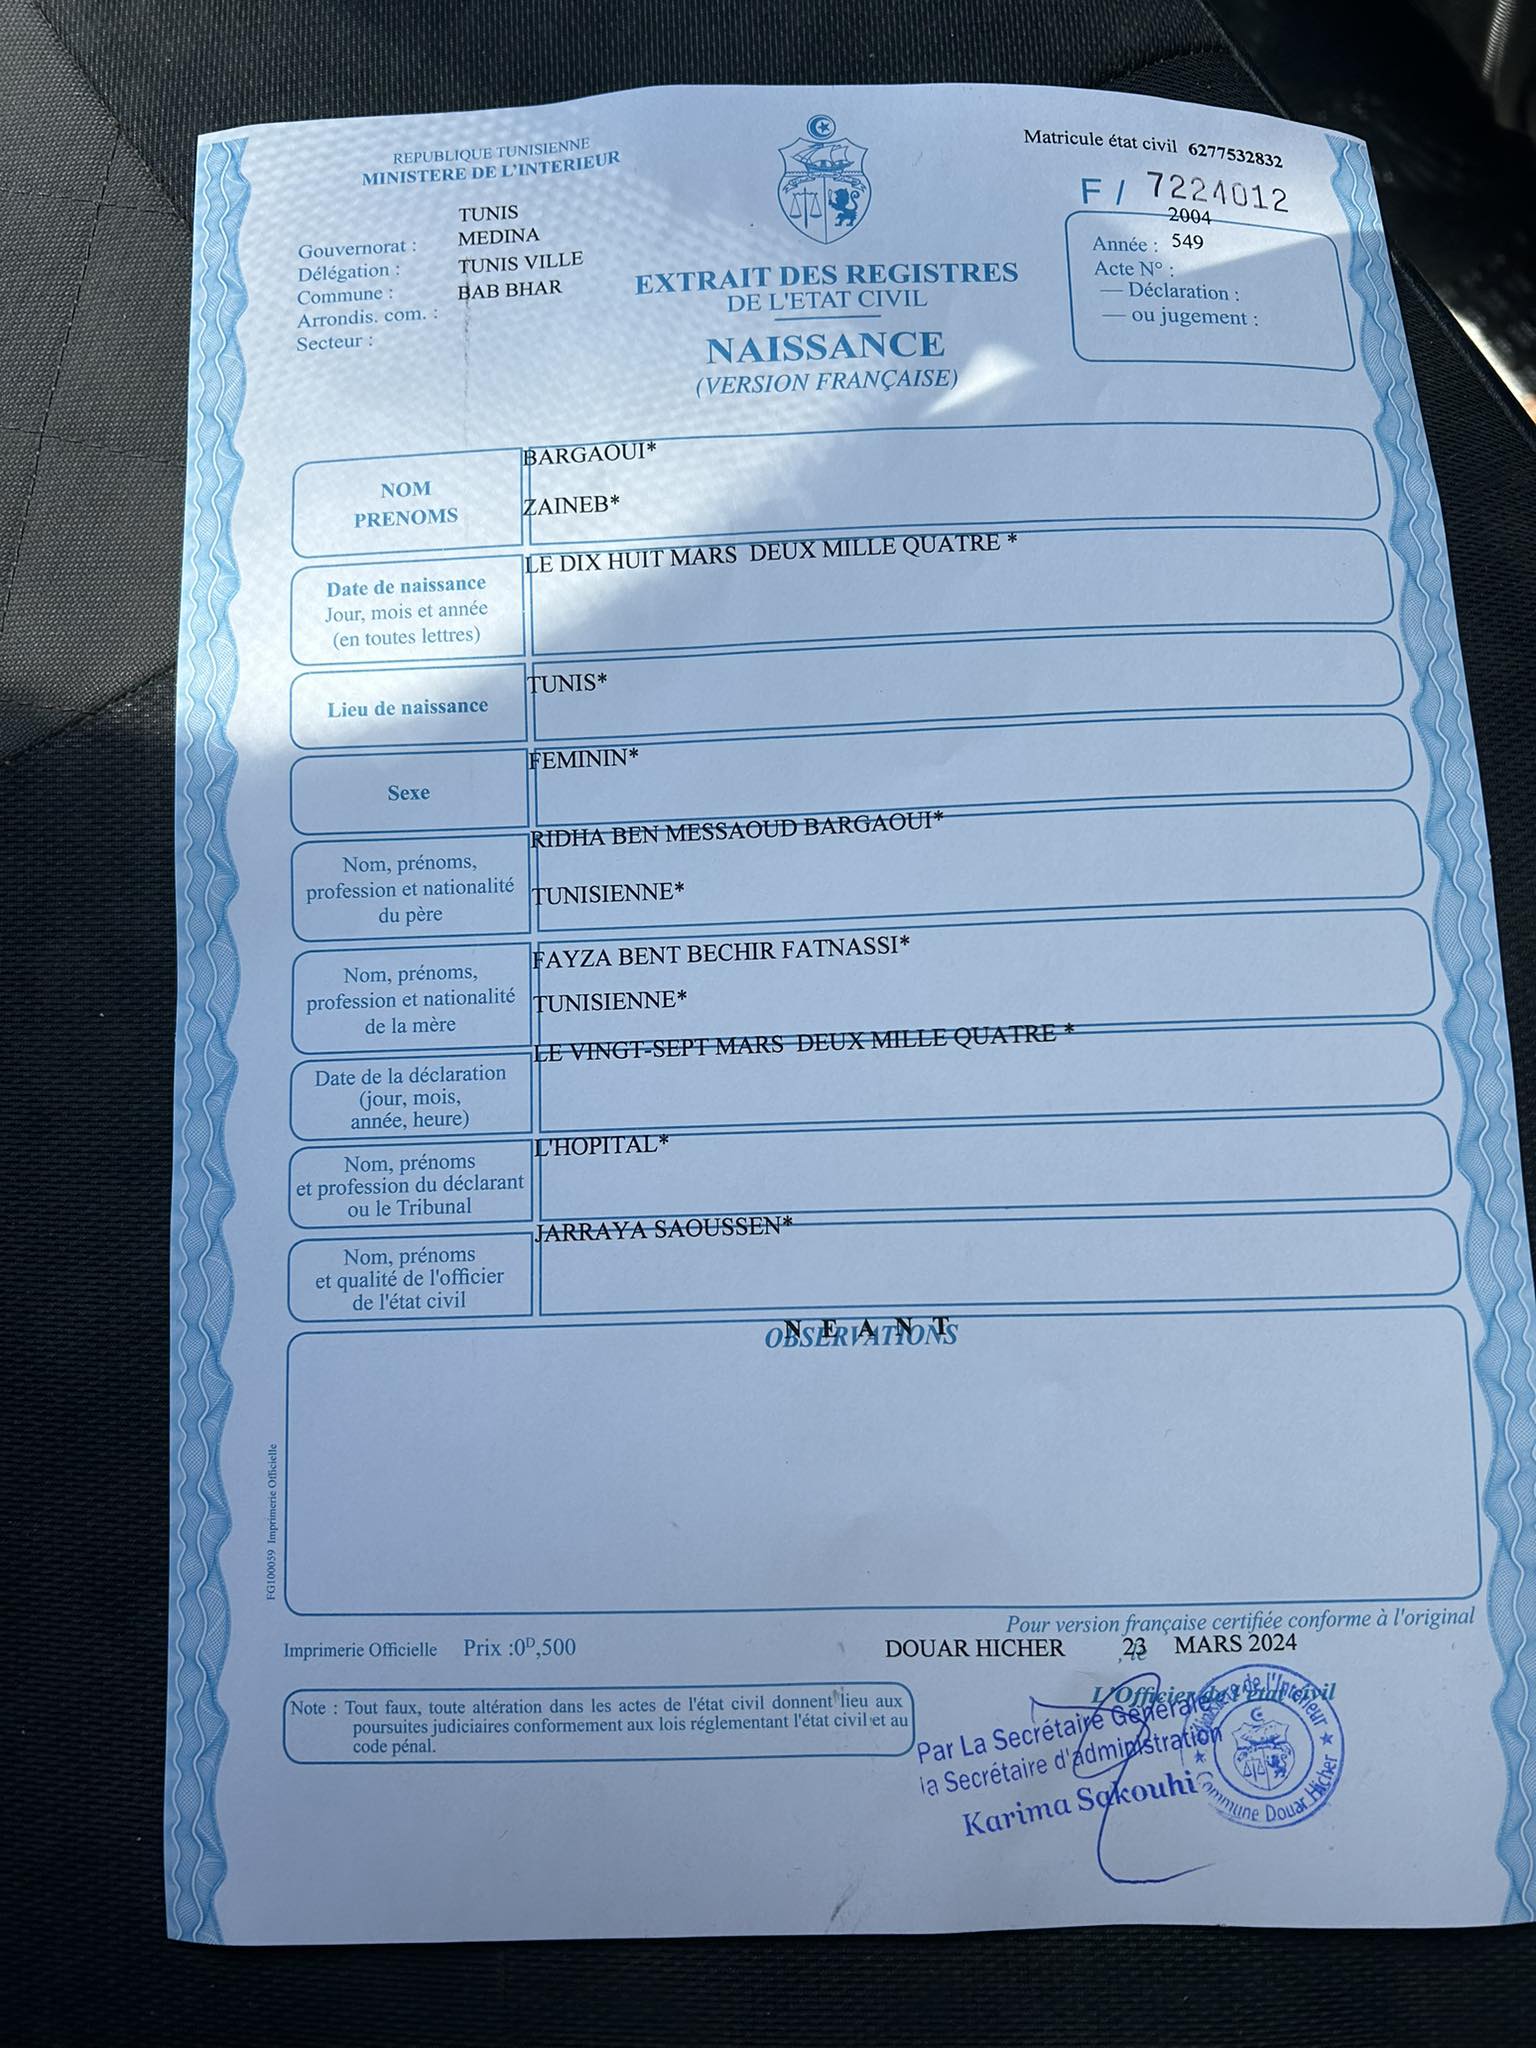 REPUBLIQUE TUNISIENNE
MINISTERE DE L'INTERIEUR
Matricule état civil 6277532832
F / 7224012
Gouvernorat : TUNIS
Délégation : MEDINA
Commune : TUNIS VILLE
Arrondis. com. : BAB BHAR
Secteur :
EXTRAIT DES REGISTRES
DE L'ETAT CIVIL
NAISSANCE
(VERSION FRANÇAISE)
2004
Année : 549
Acte N° :
— Déclaration :
— ou jugement :
NOM
PRENOMS
BARGAOUI*
ZAINEB*
Date de naissance
Jour, mois et année
(en toutes lettres)
LE DIX HUIT MARS DEUX MILLE QUATRE *
Lieu de naissance
TUNIS*
Sexe
FEMININ*
Nom, prénoms,
profession et nationalité
du père
RIDHA BEN MESSAOUD BARGAOUI*
TUNISIENNE*
Nom, prénoms,
profession et nationalité
de la mère
FAYZA BENT BECHIR FATNASSI*
TUNISIENNE*
Date de la déclaration
(jour, mois,
année, heure)
LE VINGT-SEPT MARS DEUX MILLE QUATRE *
Nom, prénoms
et profession du déclarant
ou le Tribunal
L'HOPITAL*
Nom, prénoms
et qualité de l'officier
de l'état civil
JARRAYA SAOUSSEN*
OBSERVATIONS
N E A N T
FG100059 Imprimerie Officielle
Pour version française certifiée conforme à l'original
Imprimerie Officielle Prix :0D,500
DOUAR HICHER , le 23 MARS 2024
L'Officier de l'état civil
Note : Tout faux, toute altération dans les actes de l'état civil donnent lieu aux
poursuites judiciaires conformement aux lois réglementant l'état civil et au
code pénal.
Par La Secrétaire Générale
la Secrétaire d'administration
Karima Sakouhi
Ministère de l'Intérieur
Commune Douar Hicher